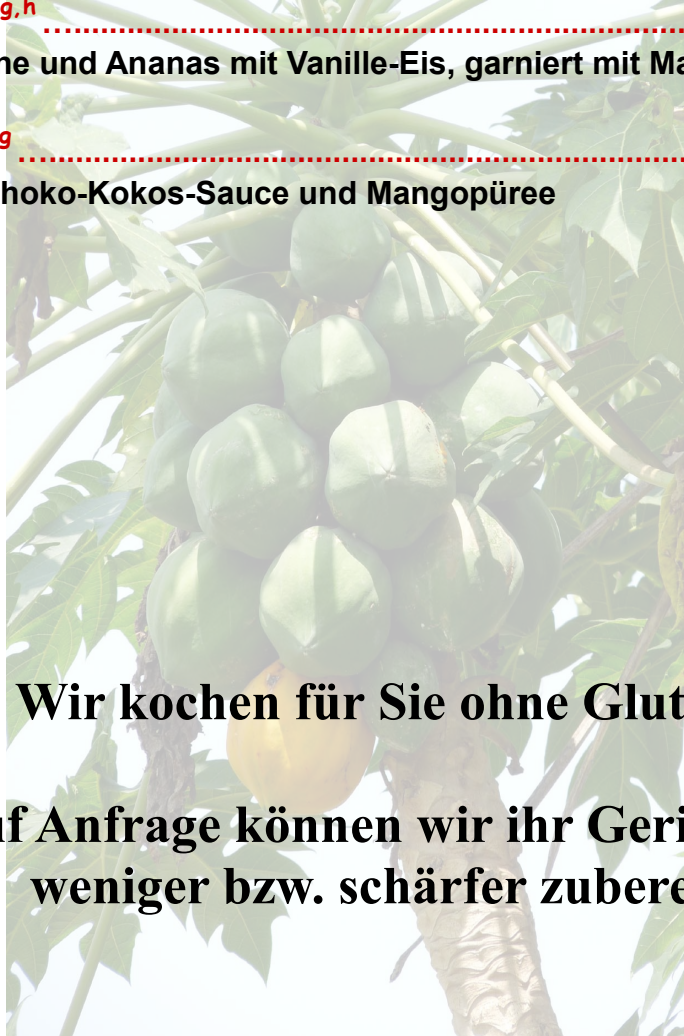 g,h
ne und Ananas mit Vanille-Eis, garniert mit Ma
g
hoko-Kokos-Sauce und Mangopüree
Wir kochen für Sie ohne Glut
uf Anfrage können wir ihr Geri
weniger bzw. schärfer zubere